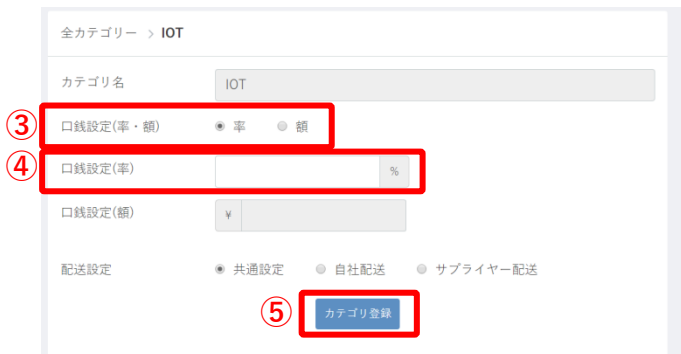 全カテゴリー > IOT
カテゴリ名 IOT
③ 口銭設定(率・額) 率 額
④ 口銭設定(率) %
口銭設定(額) ¥
配送設定 共通設定 自社配送 サプライヤー配送
⑤ カテゴリ登録